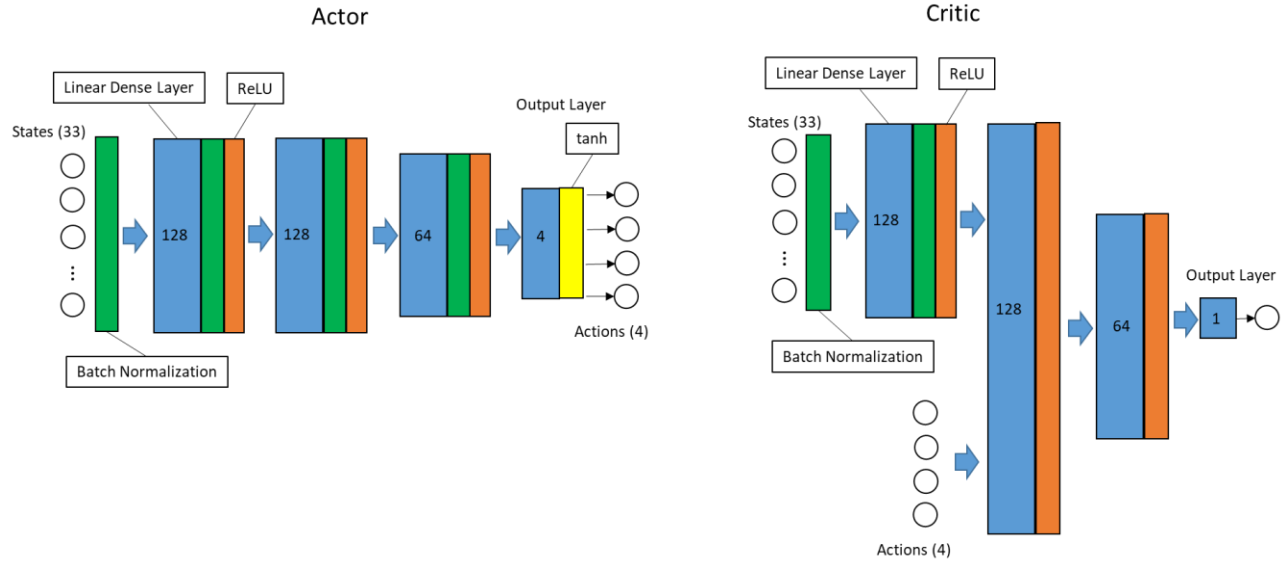 Actor
Linear Dense Layer
ReLU
Output Layer
States (33)
tanh
⋮
128
128
64
4
Actions (4)
Batch Normalization
Critic
Linear Dense Layer
ReLU
States (33)
⋮
128
128
64
Output Layer
1
Batch Normalization
Actions (4)